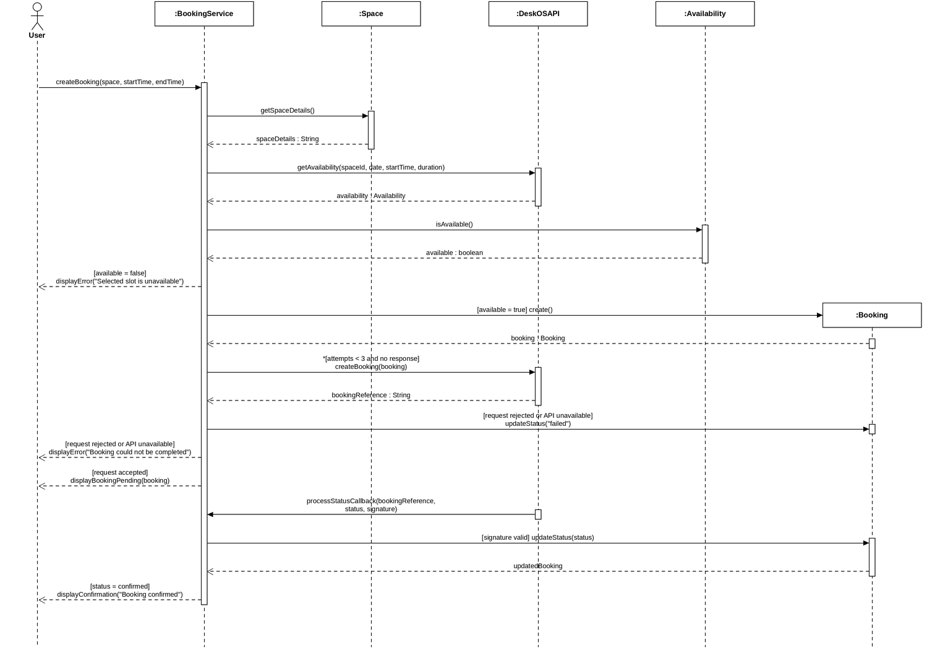 :BookingService
:Space
:DeskOSAPI
:Availability
User
createBooking(space, startTime, endTime)
getSpaceDetails()
spaceDetails : String
getAvailability(spaceId, date, startTime, duration)
availability : Availability
isAvailable()
available : boolean
[available = false]
displayError("Selected slot is unavailable")
[available = true] create()
:Booking
booking : Booking
*[attempts < 3 and no response]
createBooking(booking)
bookingReference : String
[request rejected or API unavailable]
updateStatus("failed")
[request rejected or API unavailable]
displayError("Booking could not be completed")
[request accepted]
displayBookingPending(booking)
processStatusCallback(bookingReference,
status, signature)
[signature valid] updateStatus(status)
updatedBooking
[status = confirmed]
displayConfirmation("Booking confirmed")